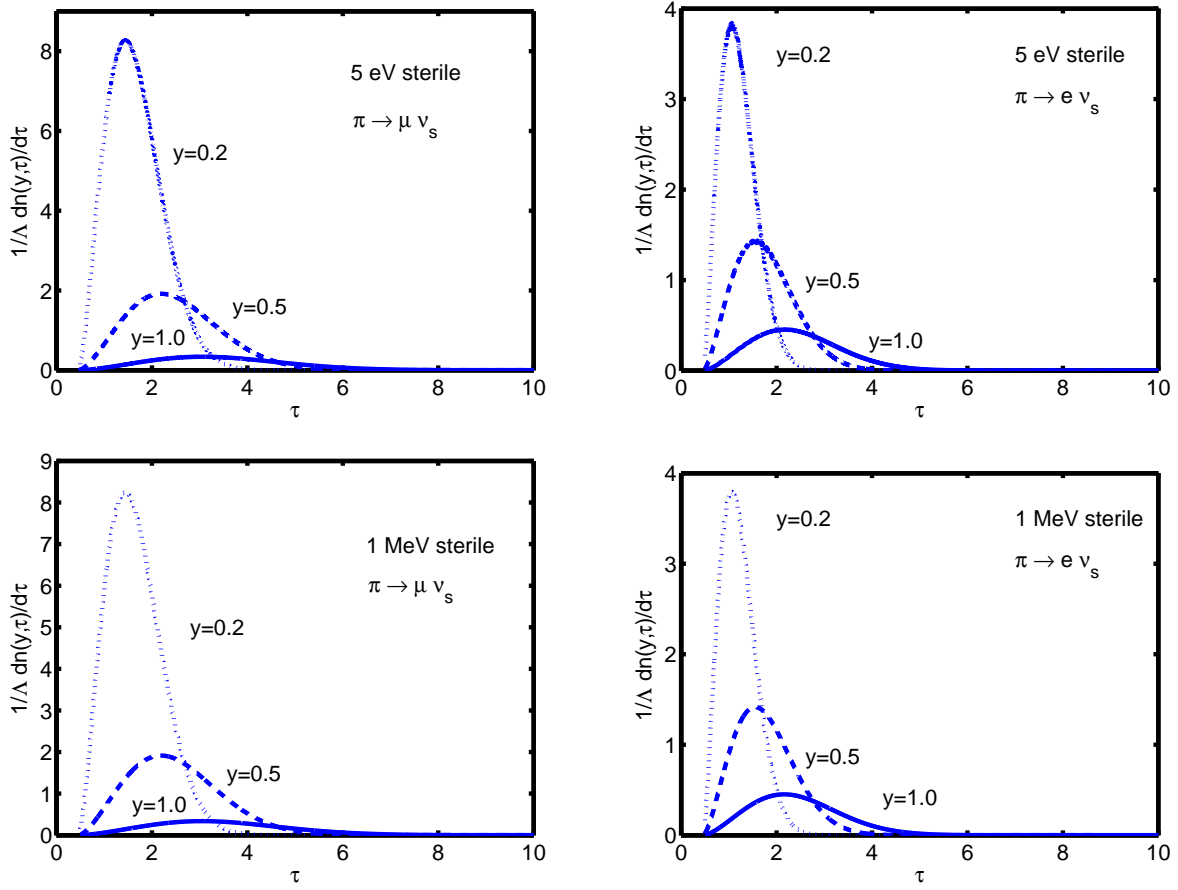 8
6
4
2
0
0 2 4 6 8 10
1/Λ dn(y,τ)/dτ
τ
5 eV sterile
π → μ ν_s
y=0.2
y=0.5
y=1.0
4
3
2
1
0
0 2 4 6 8 10
1/Λ dn(y,τ)/dτ
τ
y=0.2
5 eV sterile
π → e ν_s
y=0.5
y=1.0
9
8
7
6
5
4
3
2
1
0
0 2 4 6 8 10
1/Λ dn(y,τ)/dτ
τ
1 MeV sterile
π → μ ν_s
y=0.2
y=0.5
y=1.0
4
3
2
1
0
0 2 4 6 8 10
1/Λ dn(y,τ)/dτ
τ
y=0.2
1 MeV sterile
π → e ν_s
y=0.5
y=1.0